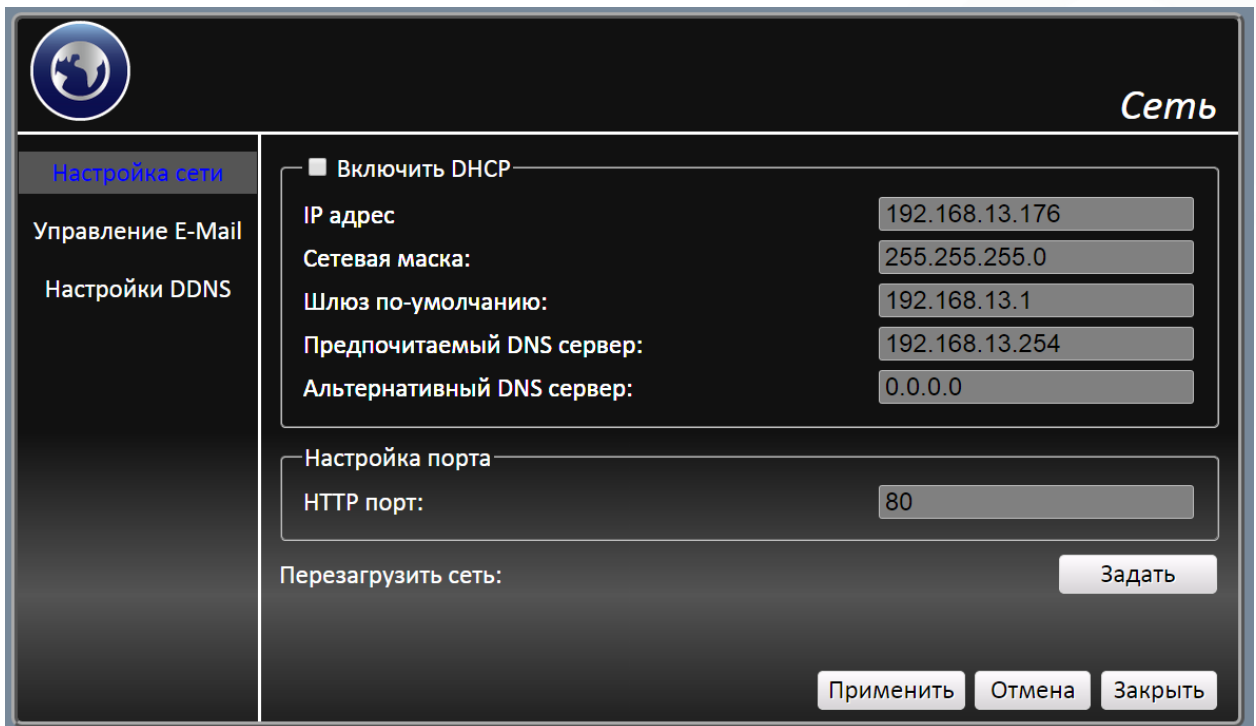 Сеть
Настройка сети
Управление E-Mail
Настройки DDNS
Включить DHCP
IP адрес 192.168.13.176
Сетевая маска: 255.255.255.0
Шлюз по-умолчанию: 192.168.13.1
Предпочитаемый DNS сервер: 192.168.13.254
Альтернативный DNS сервер: 0.0.0.0
Настройка порта
HTTP порт: 80
Перезагрузить сеть: Задать
Применить Отмена Закрыть